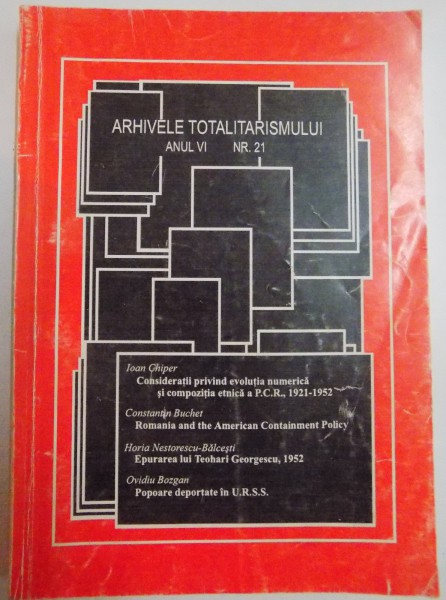 ARHIVELE TOTALITARISMULUI
ANUL VI NR. 21
Ioan Chiper
Considerații privind evoluția numerică
și compoziția etnică a P.C.R., 1921-1952
Constantin Buchet
Romania and the American Containment Policy
Horia Nestorescu-Bălcești
Epurarea lui Teohari Georgescu, 1952
Ovidiu Bozgan
Popoare deportate în U.R.S.S.